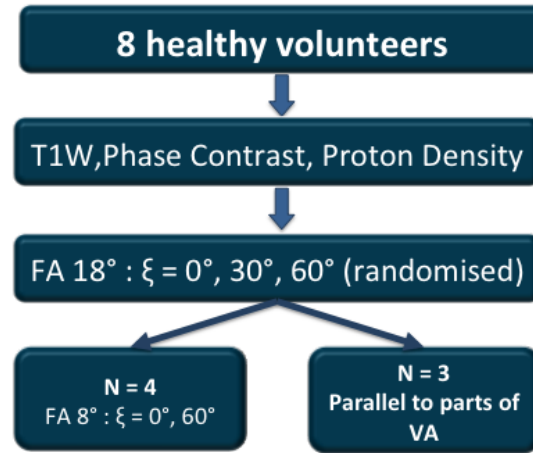 8 healthy volunteers
T1W,Phase Contrast, Proton Density
FA 18° : ξ = 0°, 30°, 60° (randomised)
N = 4
FA 8° : ξ = 0°, 60°
N = 3
Parallel to parts of
VA